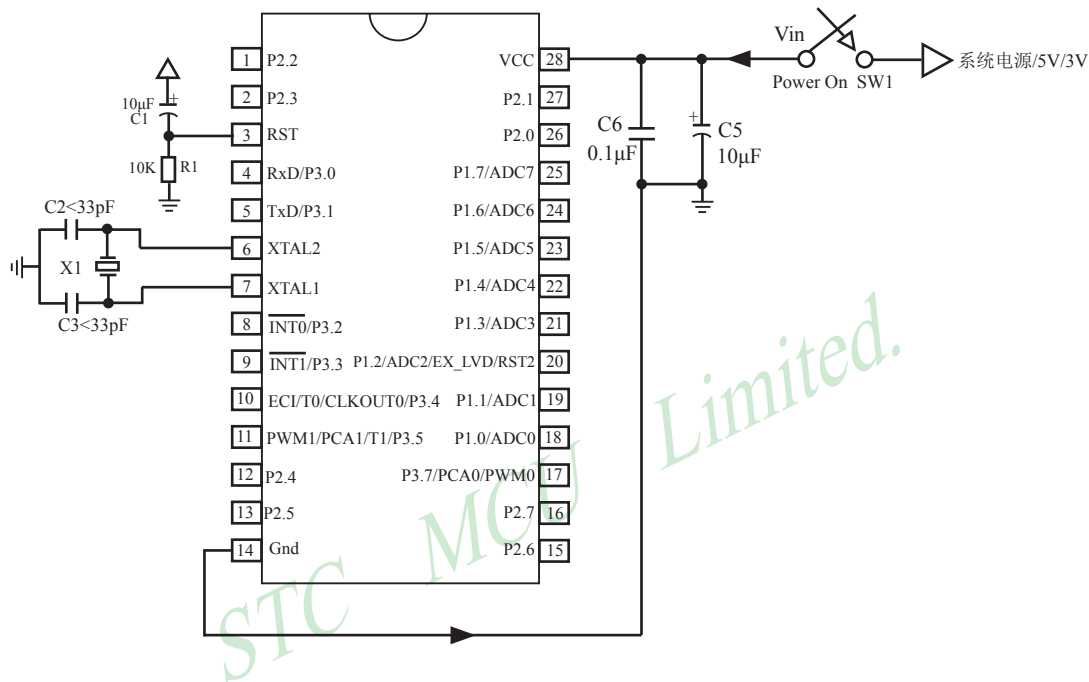 Vin
系统电源/5V/3V
Power On SW1
10μF
+
C1
10K
R1
C2<33pF
X1
C3<33pF
1 P2.2
2 P2.3
3 RST
4 RxD/P3.0
5 TxD/P3.1
6 XTAL2
7 XTAL1
8 INT0/P3.2
9 INT1/P3.3
10 ECI/T0/CLKOUT0/P3.4
11 PWM1/PCA1/T1/P3.5
12 P2.4
13 P2.5
14 Gnd
VCC 28
P2.1 27
P2.0 26
P1.7/ADC7 25
P1.6/ADC6 24
P1.5/ADC5 23
P1.4/ADC4 22
P1.3/ADC3 21
P1.2/ADC2/EX_LVD/RST2 20
P1.1/ADC1 19
P1.0/ADC0 18
P3.7/PCA0/PWM0 17
P2.7 16
P2.6 15
C6
0.1μF
+
C5
10μF
STC MCU Limited.